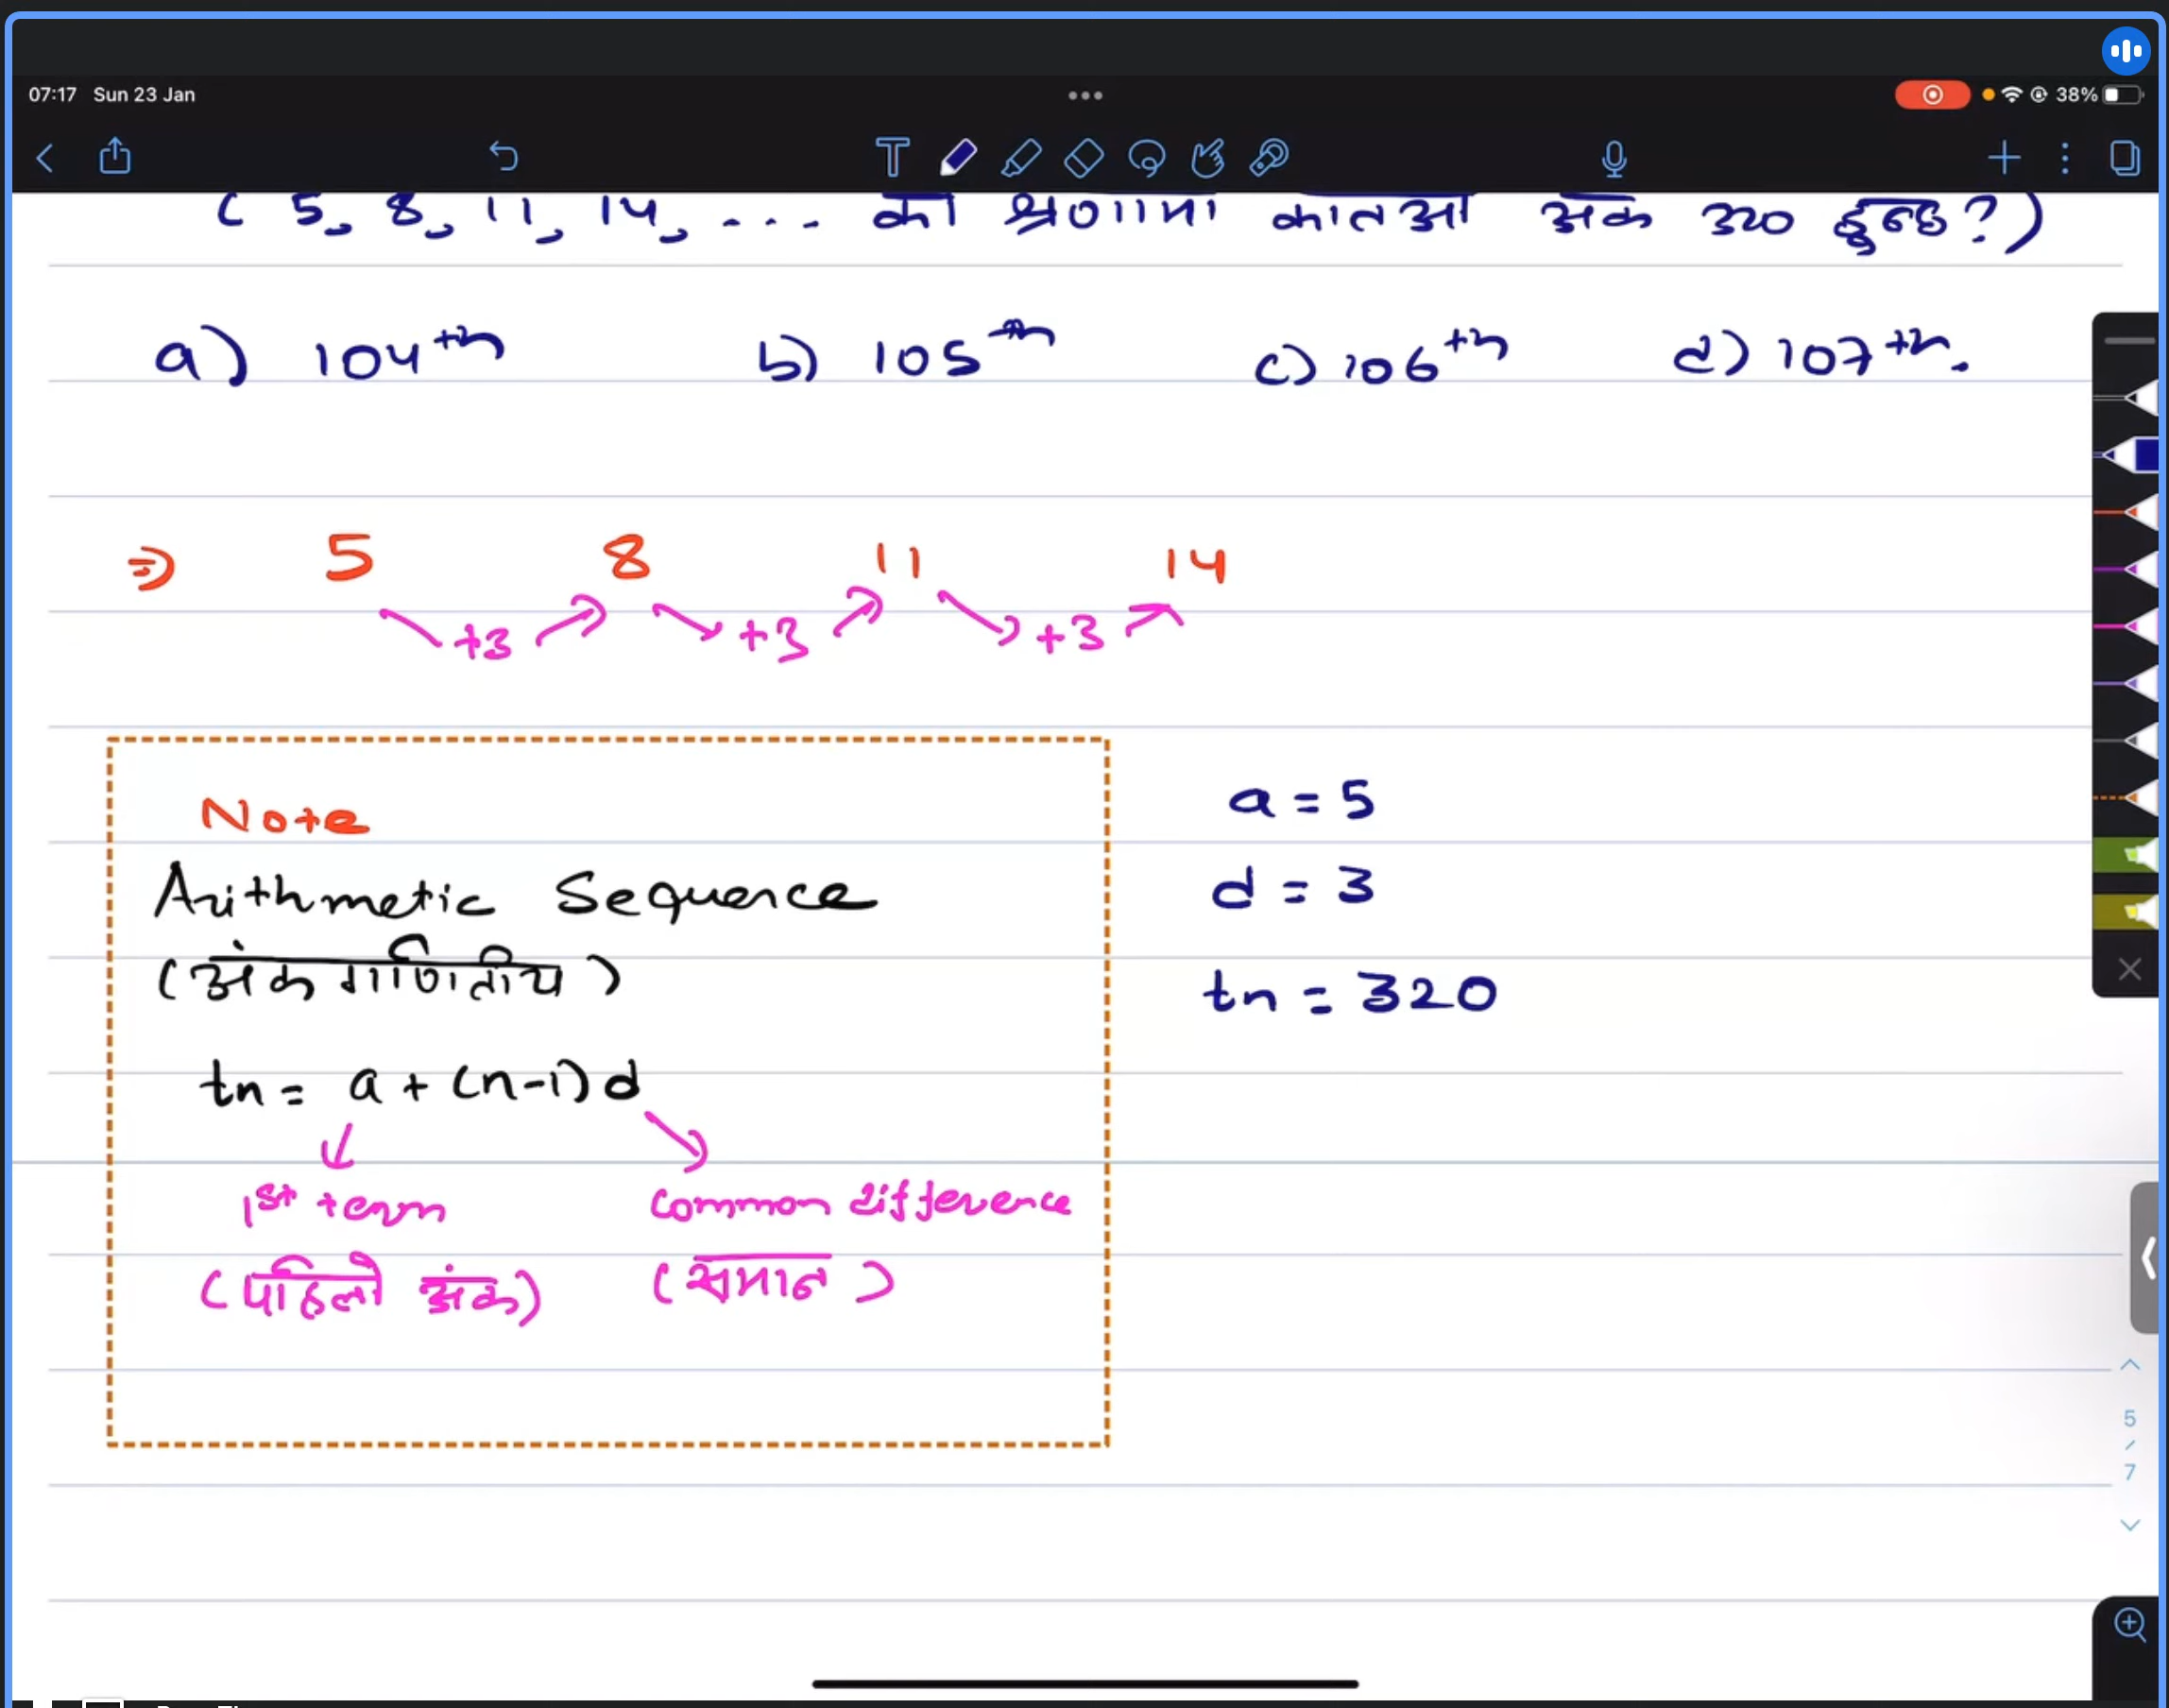 07:17 Sun 23 Jan
38%
( 5, 8, 11, 14, ... को श्रेणीमा कतिऔं अंक 320 हुन्छ?)
a) 104th b) 105th c) 106th d) 107th.
⇒ 5 8 11 14
+3 +3 +3
Note
Arithmetic Sequence
(अंक गणितीय)
tn = a + (n-1)d
1st term common difference
(पहिलो अंक) (समान)
a = 5
d = 3
tn = 320
5
/
7